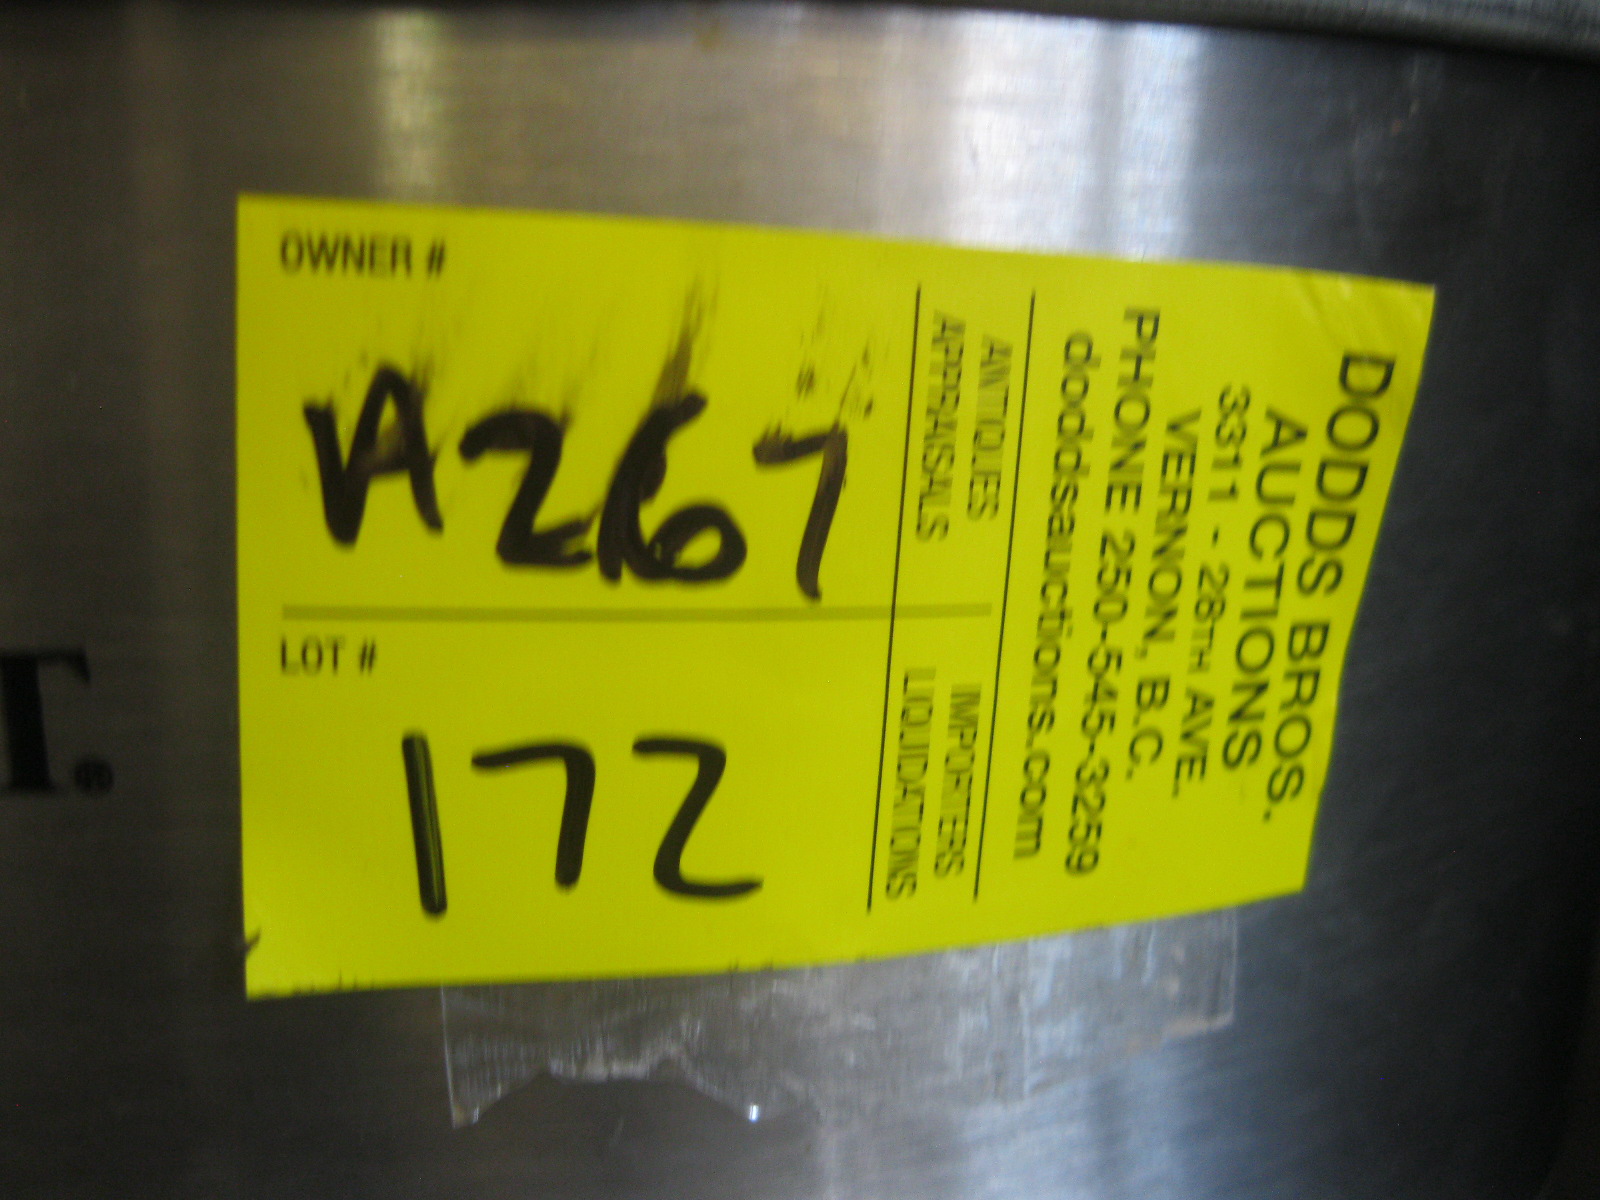 OWNER #
A267
LOT #
172
ANTIQUES
APPRAISALS
IMPORTERS
LIQUIDATIONS
DODDS BROS.
AUCTIONS
3311 - 28TH AVE.
VERNON, B.C.
PHONE 250-545-3259
doddsauctions.com
T.®